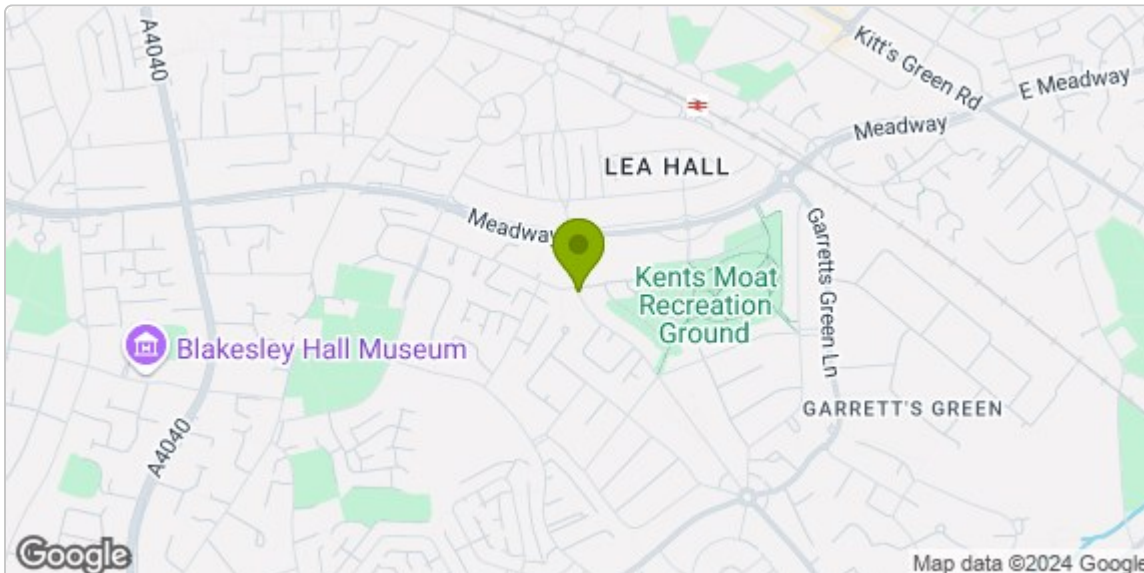 A4040
Kitt's Green Rd
E Meadway
Meadway
LEA HALL
Meadway
Garretts Green Ln
Kents Moat
Recreation
Ground
Blakesley Hall Museum
GARRETT'S GREEN
A4040
Google
Map data ©2024 Google